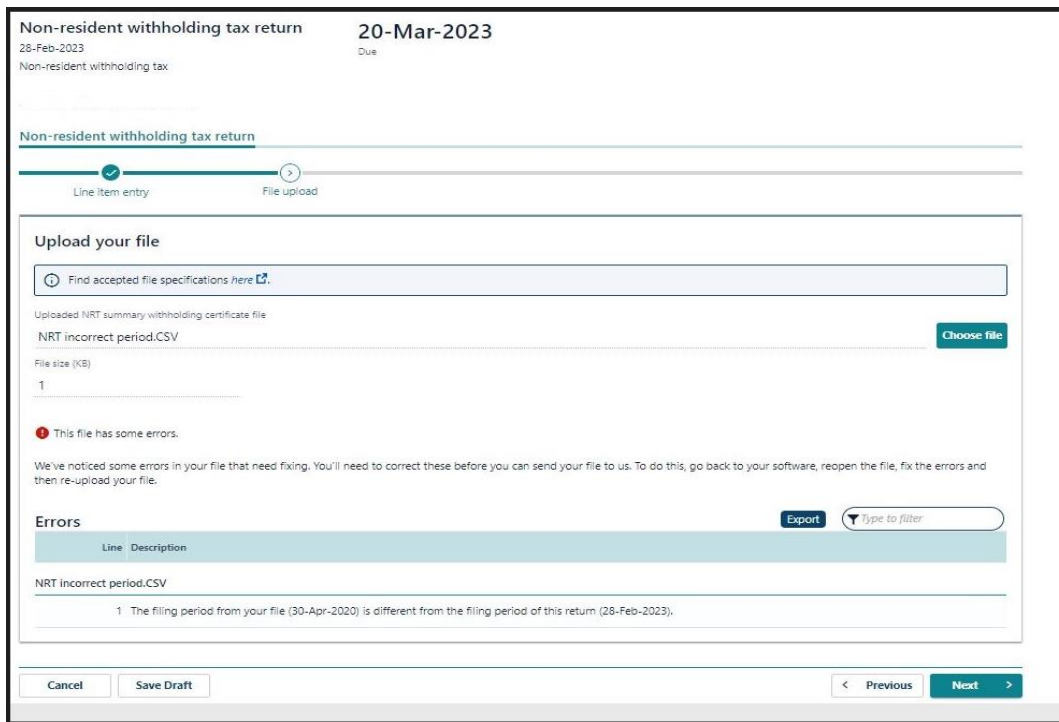 Non-resident withholding tax return
28-Feb-2023
Non-resident withholding tax
20-Mar-2023
Due
Non-resident withholding tax return
Line item entry
File upload
Upload your file
Find accepted file specifications here.
Uploaded NRT summary withholding certificate file
NRT incorrect period.CSV
Choose file
File size (KB)
1
This file has some errors.
We've noticed some errors in your file that need fixing. You'll need to correct these before you can send your file to us. To do this, go back to your software, reopen the file, fix the errors and
then re-upload your file.
Errors
Export
Type to filter
Line Description
NRT incorrect period.CSV
1 The filing period from your file (30-Apr-2020) is different from the filing period of this return (28-Feb-2023).
Cancel
Save Draft
< Previous
Next >